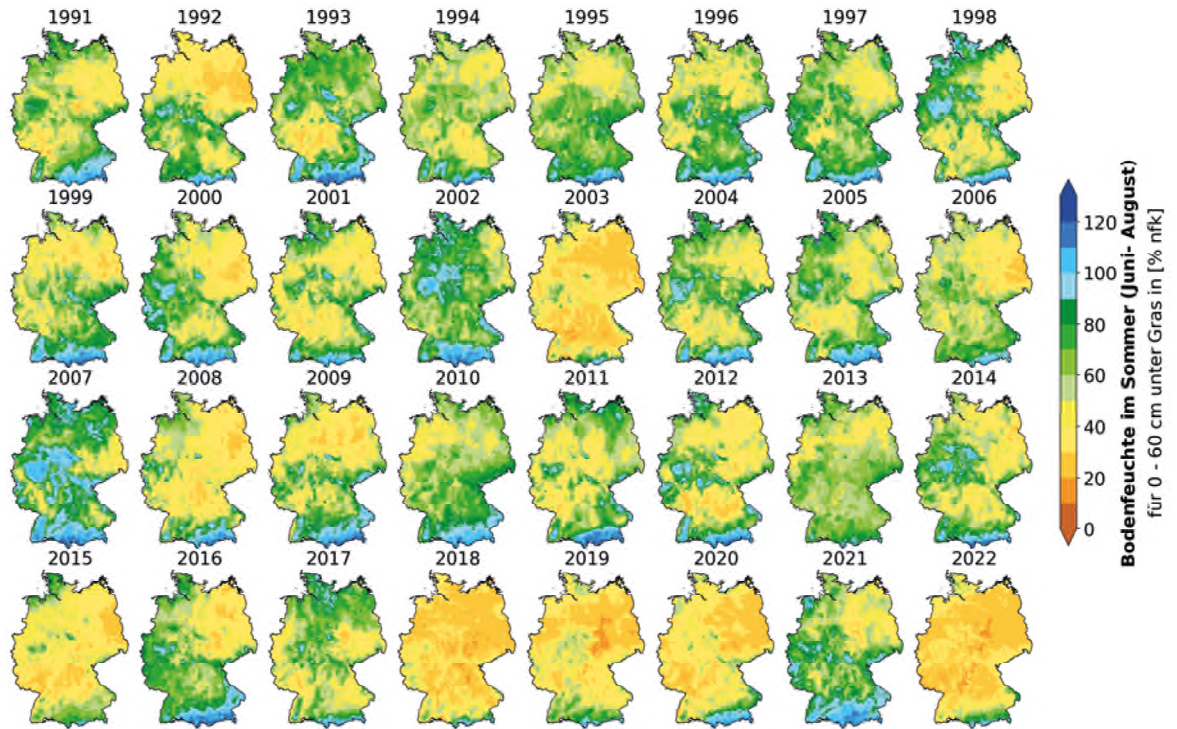 1991 1992 1993 1994 1995 1996 1997 1998
1999 2000 2001 2002 2003 2004 2005 2006
2007 2008 2009 2010 2011 2012 2013 2014
2015 2016 2017 2018 2019 2020 2021 2022
120
100
80
60
40
20
0
Bodenfeuchte im Sommer (Juni- August)
für 0 - 60 cm unter Gras in [% nfk]